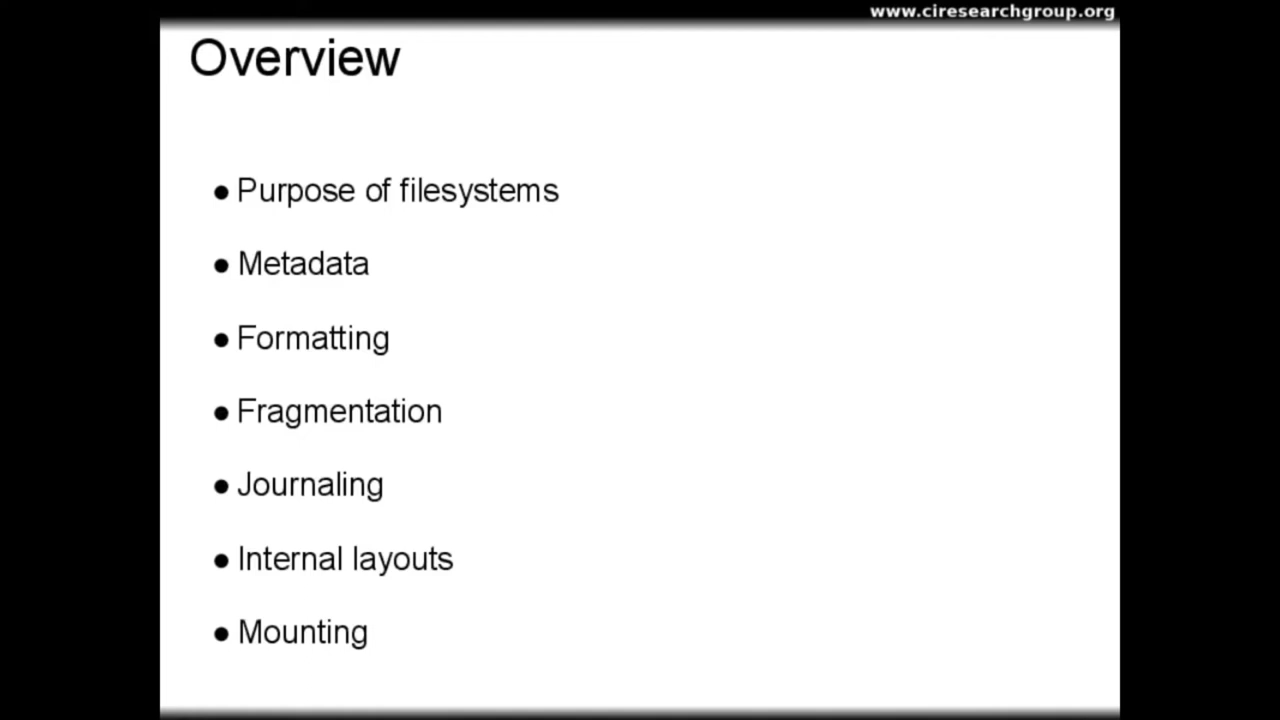 www.ciresearchgroup.org
Overview
● Purpose of filesystems
● Metadata
● Formatting
● Fragmentation
● Journaling
● Internal layouts
● Mounting